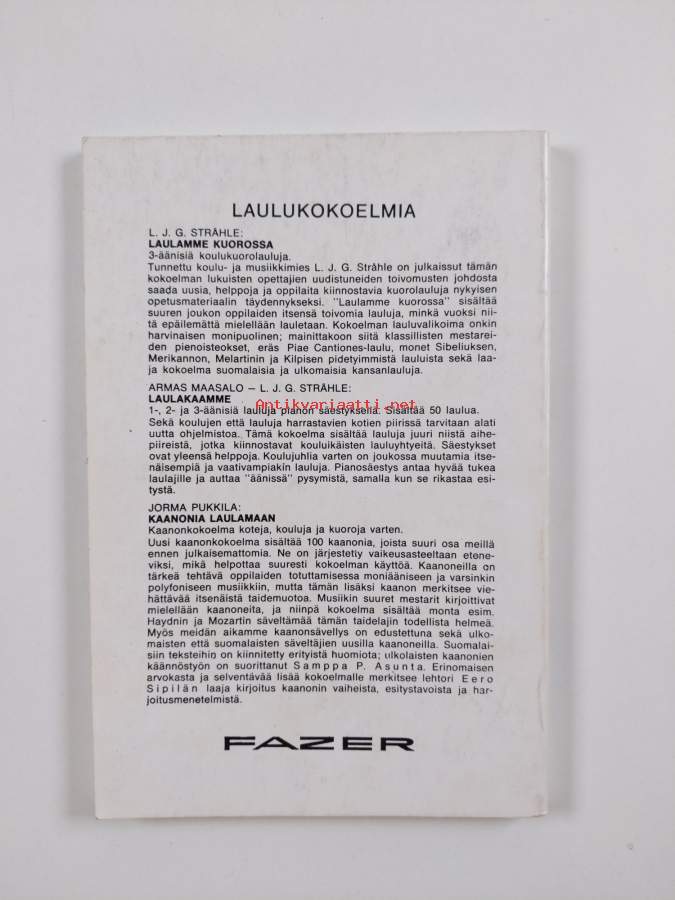 LAULUKOKOELMIA
L. J. G. STRÅHLE:
LAULAMME KUOROSSA
3-äänisiä koulukuorolauluja.
Tunnettu koulu- ja musiikkimies L. J. G. Stråhle on julkaissut tämän
kokoelman lukuisten opettajien uudistuneiden toivomusten johdosta
saada uusia, helppoja ja oppilaita kiinnostavia kuorolauluja nykyisen
opetusmateriaalin täydennykseksi. "Laulamme kuorossa" sisältää
suuren joukon oppilaiden itsensä toivomia lauluja, minkä vuoksi nii-
tä epäilemättä mielellään lauletaan. Kokoelman lauluvalikoima onkin
harvinaisen monipuolinen; mainittakoon siitä klassillisten mestarei-
den pienoisteokset, eräs Piae Cantiones-laulu, monet Sibeliuksen,
Merikannon, Melartinin ja Kilpisen pidetyimmistä lauluista sekä laa-
ja kokoelma suomalaisia ja ulkomaisia kansanlauluja.
ARMAS MAASALO – L. J. G. STRÅHLE:
LAULAKAAMME
Antikvariaatti.net
1-, 2- ja 3-äänisiä lauluja pianon säestyksellä. Sisältää 50 laulua.
Sekä koulujen että lauluja harrastavien kotien piirissä tarvitaan alati
uutta ohjelmistoa. Tämä kokoelma sisältää lauluja juuri niistä aihe-
piireistä, jotka kiinnostavat kouluikäisten lauluyhtyeitä. Säestykset
ovat yleensä helppoja. Koulujuhlia varten on joukossa muutamia itse-
näisempiä ja vaativampiakin lauluja. Pianosäestys antaa hyvää tukea
laulajille ja auttaa "äänissä" pysymistä, samalla kun se rikastaa esi-
tystä.
JORMA PUKKILA:
KAANONIA LAULAMAAN
Kaanonkokoelma koteja, kouluja ja kuoroja varten.
Uusi kaanonkokoelma sisältää 100 kaanonia, joista suuri osa meillä
ennen julkaisemattomia. Ne on järjestetty vaikeusasteeltaan etene-
viksi, mikä helpottaa suuresti kokoelman käyttöä. Kaanoneilla on
tärkeä tehtävä oppilaiden totuttamisessa moniääniseen ja varsinkin
polyfoniseen musiikkiin, mutta tämän lisäksi kaanon merkitsee vie-
hättävää itsenäistä taidemuotoa. Musiikin suuret mestarit kirjoittivat
mielellään kaanoneita, ja niinpä kokoelma sisältää monta esim.
Haydnin ja Mozartin säveltämää tämän taidelajin todellista helmeä.
Myös meidän aikamme kaanonsävellys on edustettuna sekä ulko-
maisten että suomalaisten säveltäjien uusilla kaanoneilla. Suomalai-
siin teksteihin on kiinnitetty erityistä huomiota; ulkolaisten kaanonien
käännöstyön on suorittanut Samppa P. Asunta. Erinomaisen
arvokasta ja selventävää lisää kokoelmalle merkitsee lehtori Eero
Sipilän laaja kirjoitus kaanonin vaiheista, esitystavoista ja har-
joitusmenetelmistä.
FAZER